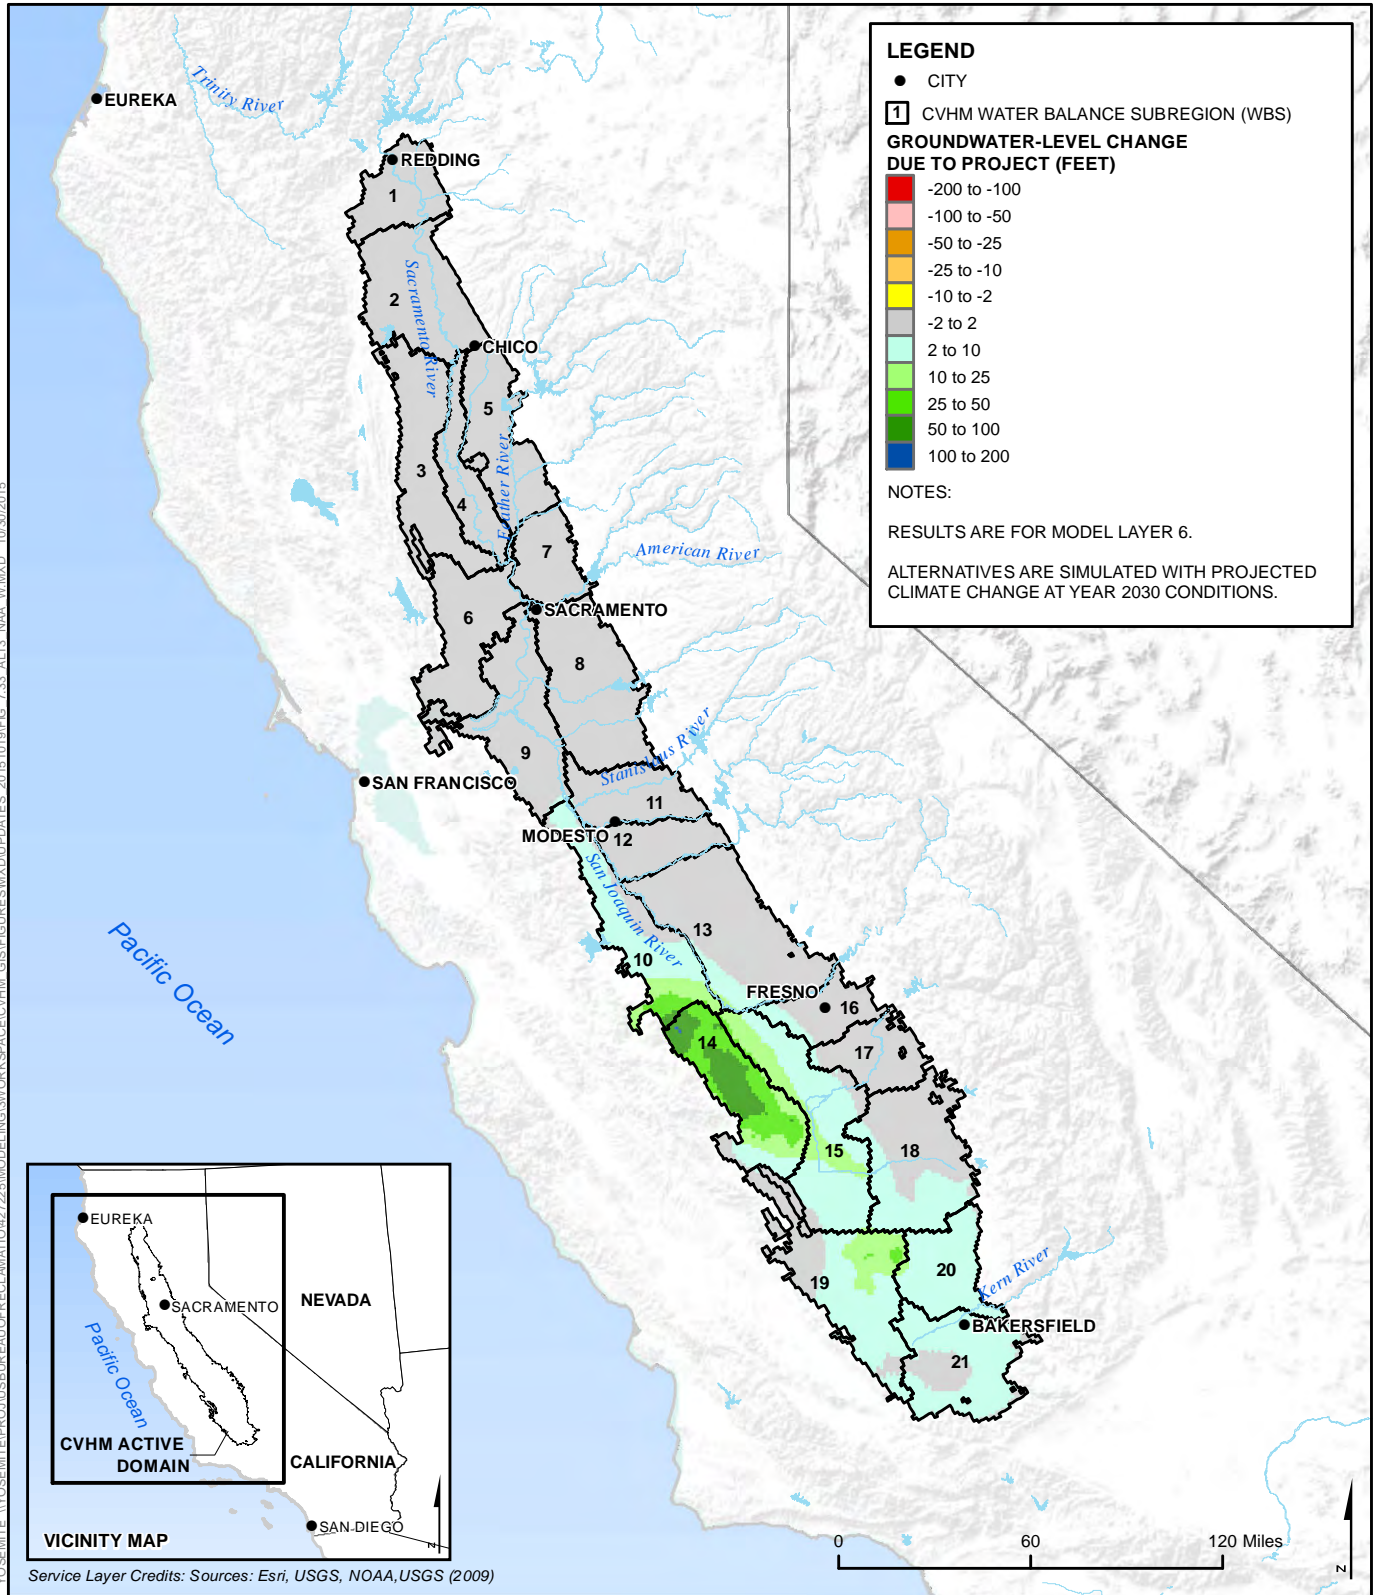 LEGEND
CITY
1 CVHM WATER BALANCE SUBREGION (WBS)
GROUNDWATER-LEVEL CHANGE
DUE TO PROJECT (FEET)
-200 to -100
-100 to -50
-50 to -25
-25 to -10
-10 to -2
-2 to 2
2 to 10
10 to 25
25 to 50
50 to 100
100 to 200
NOTES:
RESULTS ARE FOR MODEL LAYER 6.
ALTERNATIVES ARE SIMULATED WITH PROJECTED
CLIMATE CHANGE AT YEAR 2030 CONDITIONS.
EUREKA
Trinity River
REDDING
1
2
Sacramento River
CHICO
5
3
4
Feather River
7
American River
6
SACRAMENTO
8
9
Stanislaus River
SAN FRANCISCO
11
MODESTO
12
San Joaquin River
13
10
Pacific Ocean
FRESNO
16
14
17
15
18
19
20
Kern River
BAKERSFIELD
21
EUREKA
SACRAMENTO
NEVADA
Pacific Ocean
CVHM ACTIVE
DOMAIN
CALIFORNIA
SAN DIEGO
VICINITY MAP
N
0 60 120 Miles
N
Service Layer Credits: Sources: Esri, USGS, NOAA,USGS (2009)